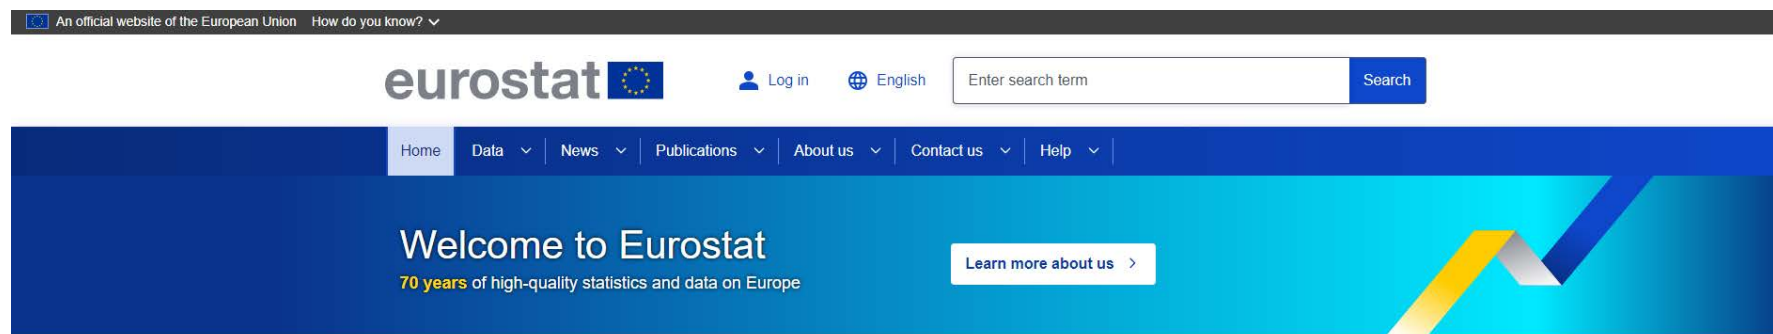 An official website of the European Union How do you know?
eurostat
Log in English Enter search term Search
Home Data News Publications About us Contact us Help
Welcome to Eurostat
70 years of high-quality statistics and data on Europe
Learn more about us